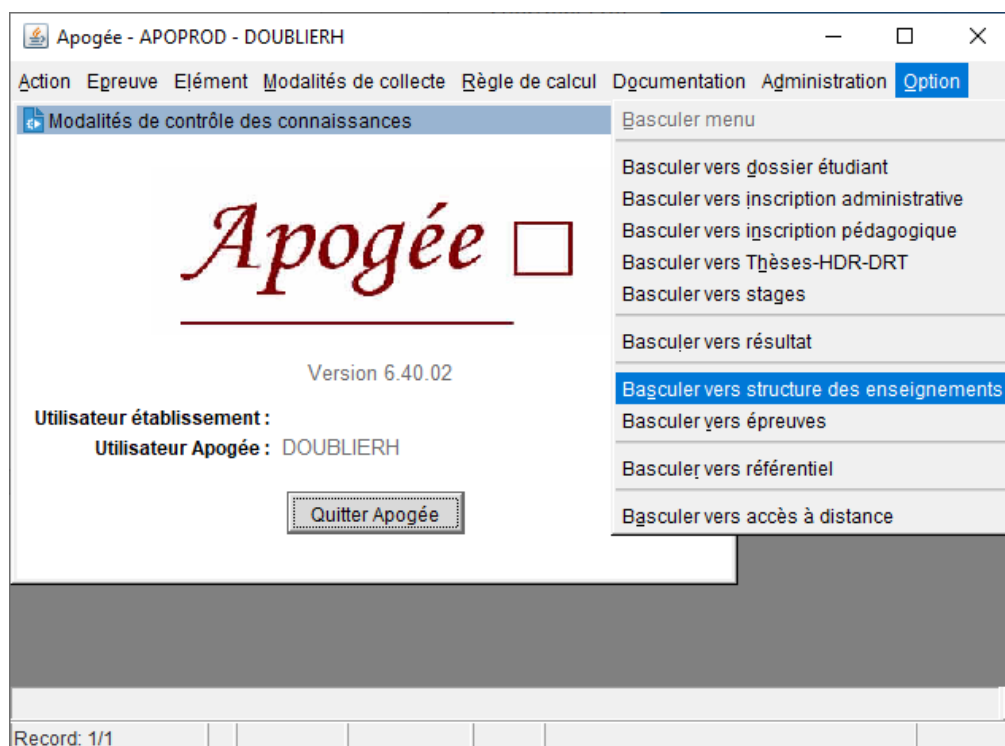 Apogée - APOPROD - DOUBLIERH
Action Epreuve Elément Modalités de collecte Règle de calcul Documentation Administration Option
Modalités de contrôle des connaissances
Basculer menu
Basculer vers dossier étudiant
Basculer vers inscription administrative
Basculer vers inscription pédagogique
Basculer vers Thèses-HDR-DRT
Basculer vers stages
Basculer vers résultat
Basculer vers structure des enseignements
Basculer vers épreuves
Basculer vers référentiel
Basculer vers accès à distance
Apogée
Version 6.40.02
Utilisateur établissement :
Utilisateur Apogée : DOUBLIERH
Quitter Apogée
Record: 1/1